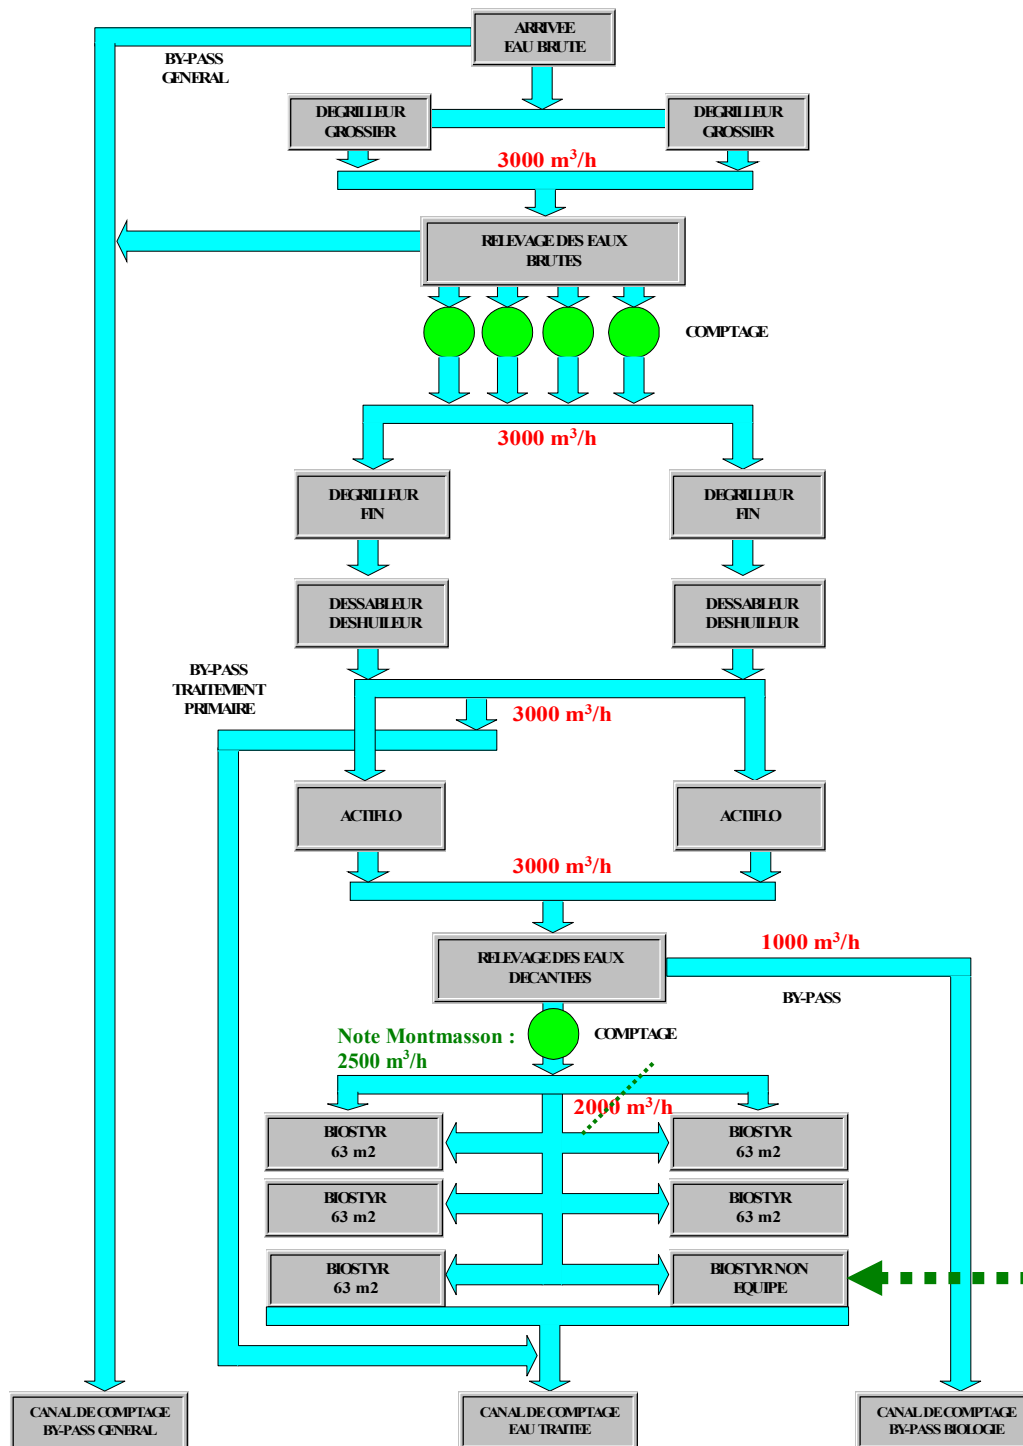 ARRIVEE
EAU BRUTE
BY-PASS
GENERAL
DEGRILLEUR
GROSSIER
DEGRILLEUR
GROSSIER
3000 m³/h
RELEVAGE DES EAUX
BRUTES
COMPTAGE
3000 m³/h
DEGRILLEUR
FIN
DEGRILLEUR
FIN
DESSABLEUR
DESHUILEUR
DESSABLEUR
DESHUILEUR
BY-PASS
TRAITEMENT
PRIMAIRE
3000 m³/h
ACTIFLO
ACTIFLO
3000 m³/h
RELEVAGE DES EAUX
DECANTEES
1000 m³/h
BY-PASS
COMPTAGE
Note Montmasson :
2500 m³/h
2000 m³/h
BIOSTYR
63 m2
BIOSTYR
63 m2
BIOSTYR
63 m2
BIOSTYR
63 m2
BIOSTYR
63 m2
BIOSTYR NON
EQUIPE
CANAL DE COMPTAGE
BY-PASS GENERAL
CANAL DE COMPTAGE
EAU TRAITEE
CANAL DE COMPTAGE
BY-PASS BIOLOGIE